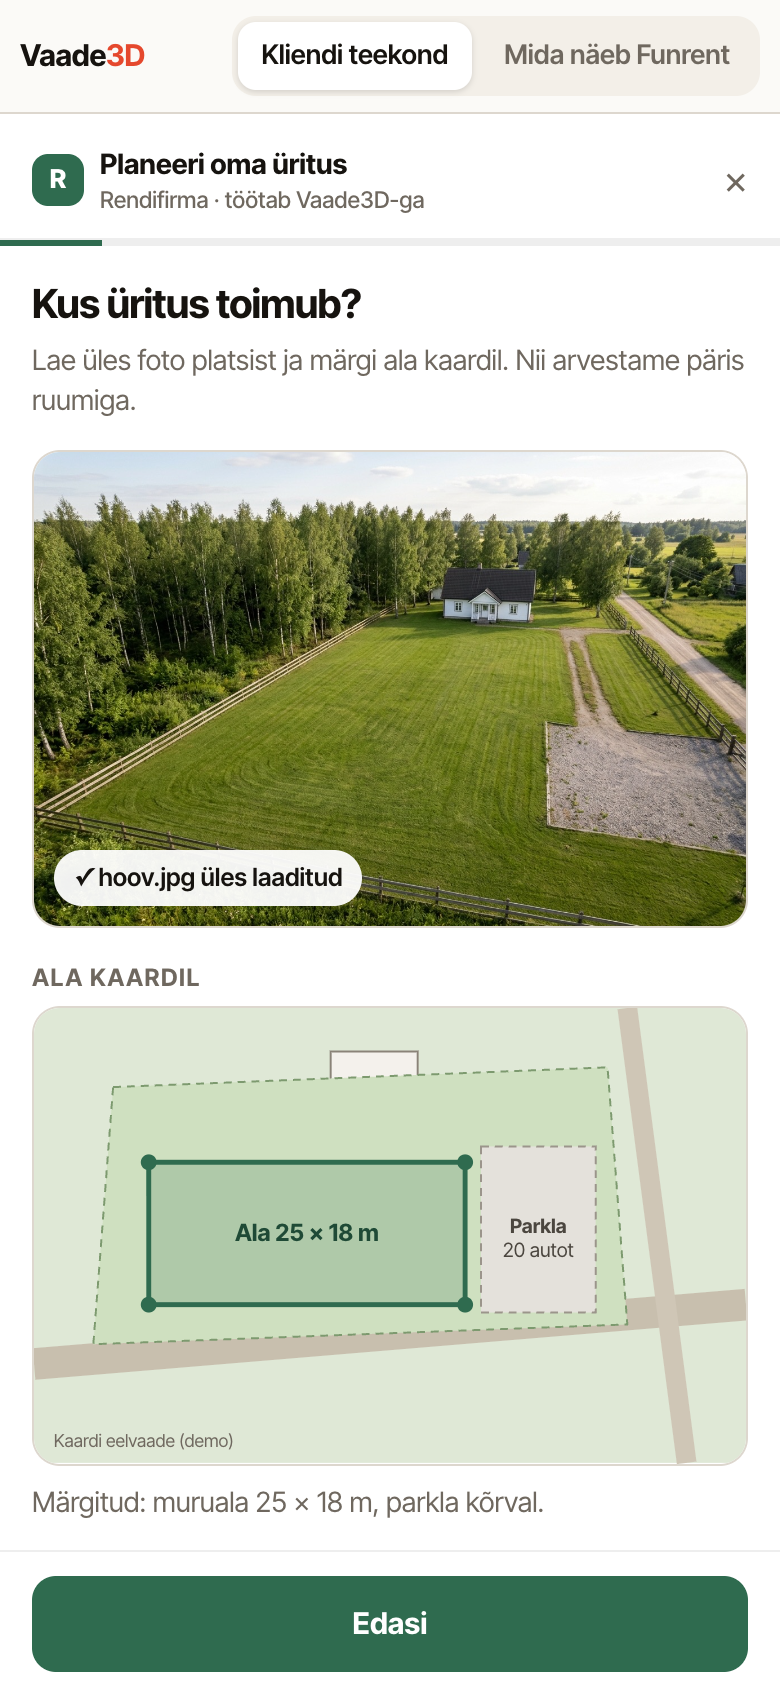 Vaade3D
Kliendi teekond
Mida näeb Funrent
R
Planeeri oma üritus
Rendifirma · töötab Vaade3D-ga
✕
Kus üritus toimub?
Lae üles foto platsist ja märgi ala kaardil. Nii arvestame päris
ruumiga.
✓ hoov.jpg üles laaditud
ALA KAARDIL
Ala 25 × 18 m
Parkla
20 autot
Kaardi eelvaade (demo)
Märgitud: muruala 25 × 18 m, parkla kõrval.
Edasi